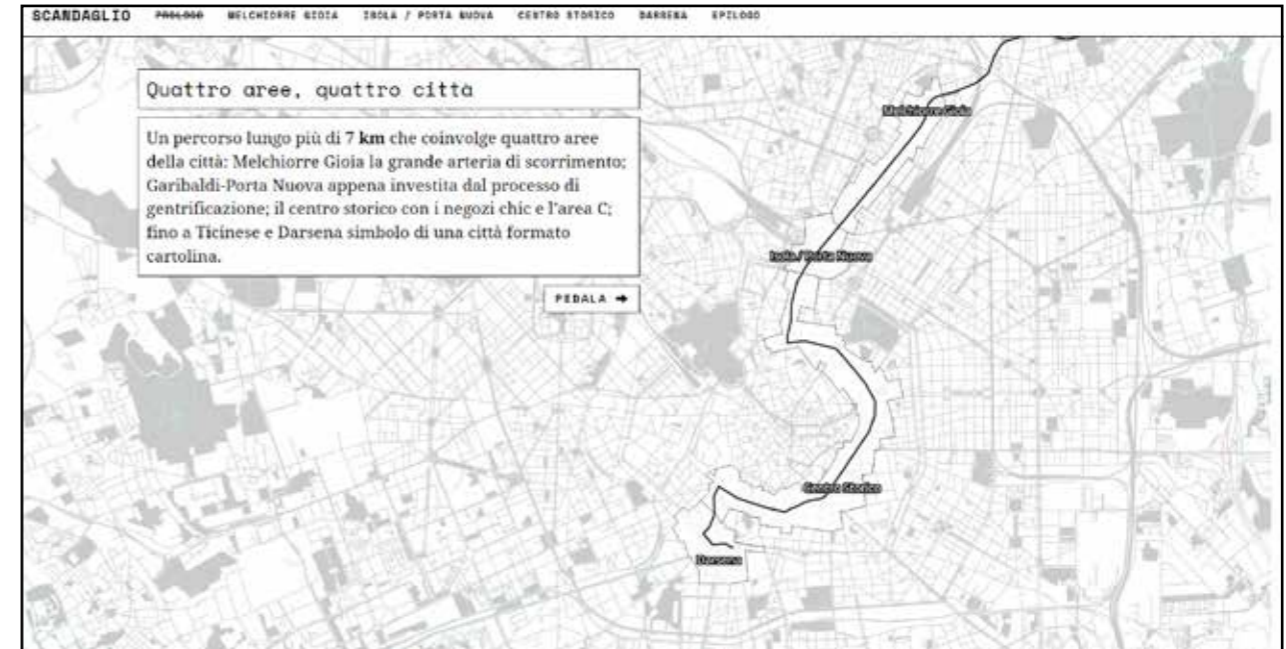 SCANDAGLIO PROLOGO MELCHIORRE GIOIA ISOLA / PORTA NUOVA CENTRO STORICO DARSENA EPILOGO
Quattro aree, quattro città
Un percorso lungo più di 7 km che coinvolge quattro aree
della città: Melchiorre Gioia la grande arteria di scorrimento;
Garibaldi-Porta Nuova appena investita dal processo di
gentrificazione; il centro storico con i negozi chic e l'area C;
fino a Ticinese e Darsena simbolo di una città formato
cartolina.
PEDALA →
Melchiorre Gioia
Isola / Porta Nuova
Centro Storico
Darsena